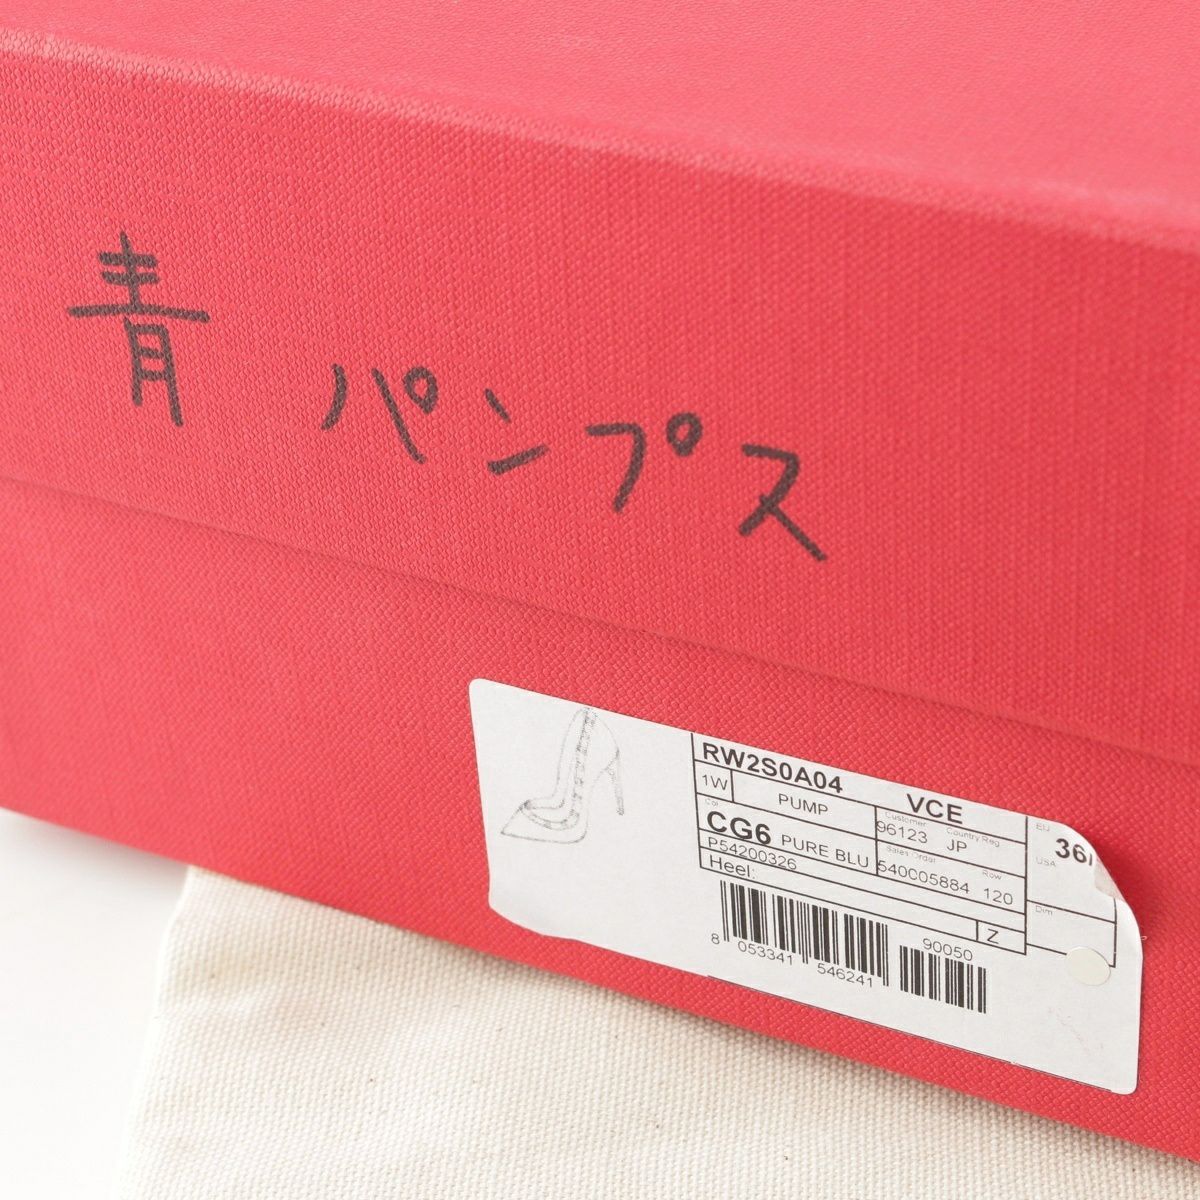 青 パンプス
RW2S0A04 VCE
1W PUMP
Customer Country Reg.
96123 JP
Col
CG6 PURE BLU
Sales Order Row
P54200326 540005884 120
Heel:
Z
EU
36/
USA
Dim
90050
8 053341 546241